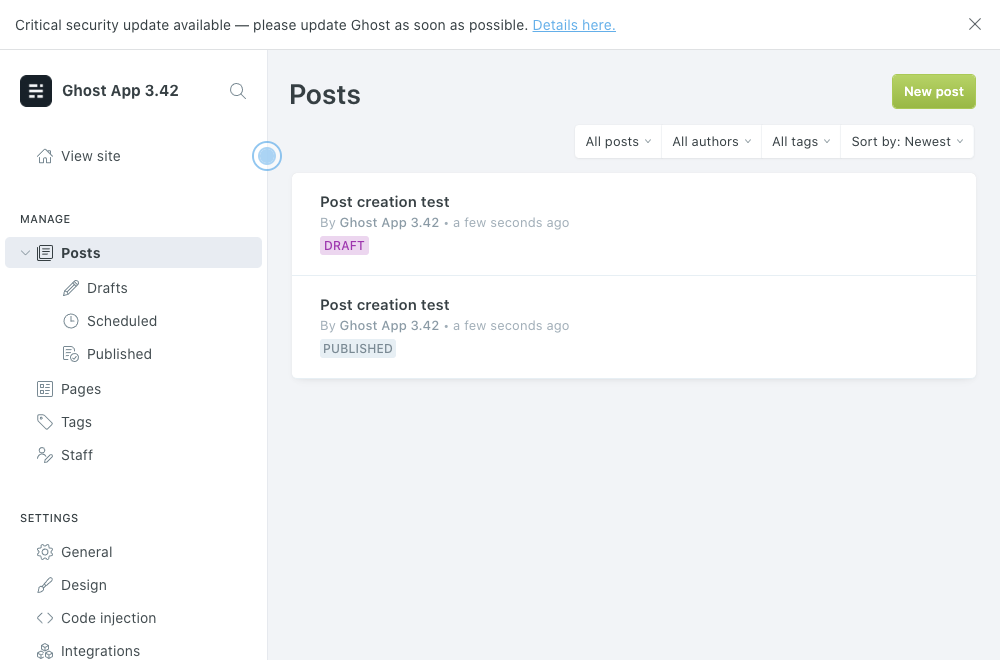 Critical security update available — please update Ghost as soon as possible. Details here.
Ghost App 3.42
View site
MANAGE
Posts
Drafts
Scheduled
Published
Pages
Tags
Staff
SETTINGS
General
Design
Code injection
Integrations
Posts
New post
All posts
All authors
All tags
Sort by: Newest
Post creation test
By Ghost App 3.42 • a few seconds ago
DRAFT
Post creation test
By Ghost App 3.42 • a few seconds ago
PUBLISHED